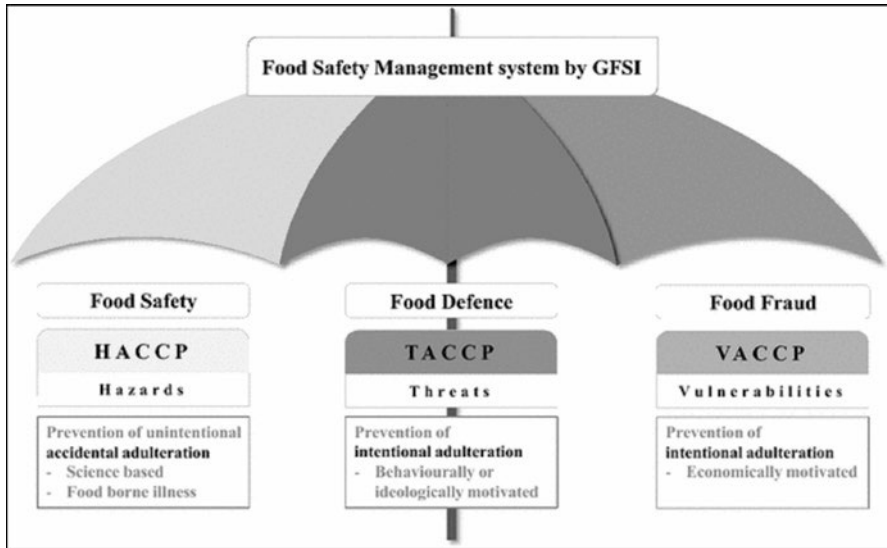 Food Safety Management system by GFSI
Food Safety
HACCP
Hazards
Prevention of unintentional
accidental adulteration
- Science based
- Food borne illness
Food Defence
TACCP
Threats
Prevention of
intentional adulteration
- Behaviourally or
ideologically motivated
Food Fraud
VACCP
Vulnerabilities
Prevention of
intentional adulteration
- Economically motivated